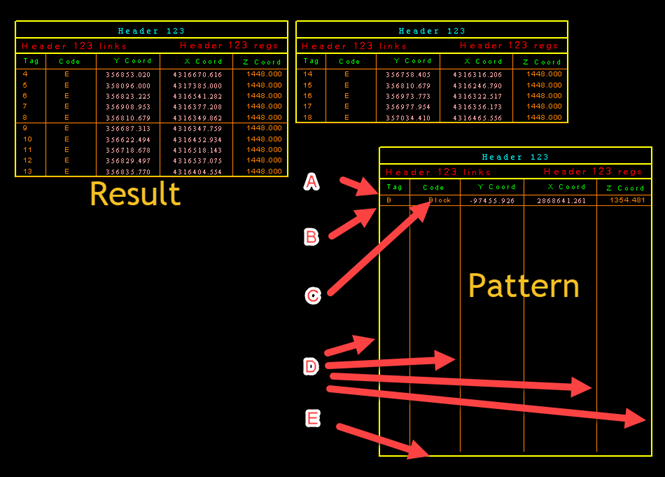 Header 123
Header 123 links Header 123 regs
Tag Code Y Coord X Coord Z Coord
4 E 356853.020 4316670.616 1448.000
5 E 358096.000 4317385.000 1448.000
6 E 356823.225 4316541.282 1448.000
7 E 356908.953 4316377.208 1448.000
8 E 356810.679 4316349.862 1448.000
9 E 356687.313 4316347.759 1448.000
10 E 356622.494 4316452.934 1448.000
11 E 356718.678 4316518.143 1448.000
12 E 356829.497 4316537.075 1448.000
13 E 356835.770 4316404.554 1448.000
Result
Header 123
Header 123 links Header 123 regs
Tag Code Y Coord X Coord Z Coord
14 E 356758.405 4316316.206 1448.000
15 E 356810.679 4316246.790 1448.000
16 E 356973.773 4316322.517 1448.000
17 E 356977.954 4316356.173 1448.000
18 E 357034.410 4316465.556 1448.000
Header 123
Header 123 links Header 123 regs
Tag Code Y Coord X Coord Z Coord
B Block -97455.926 2868641.261 1354.481
Pattern
A
B
C
D
E